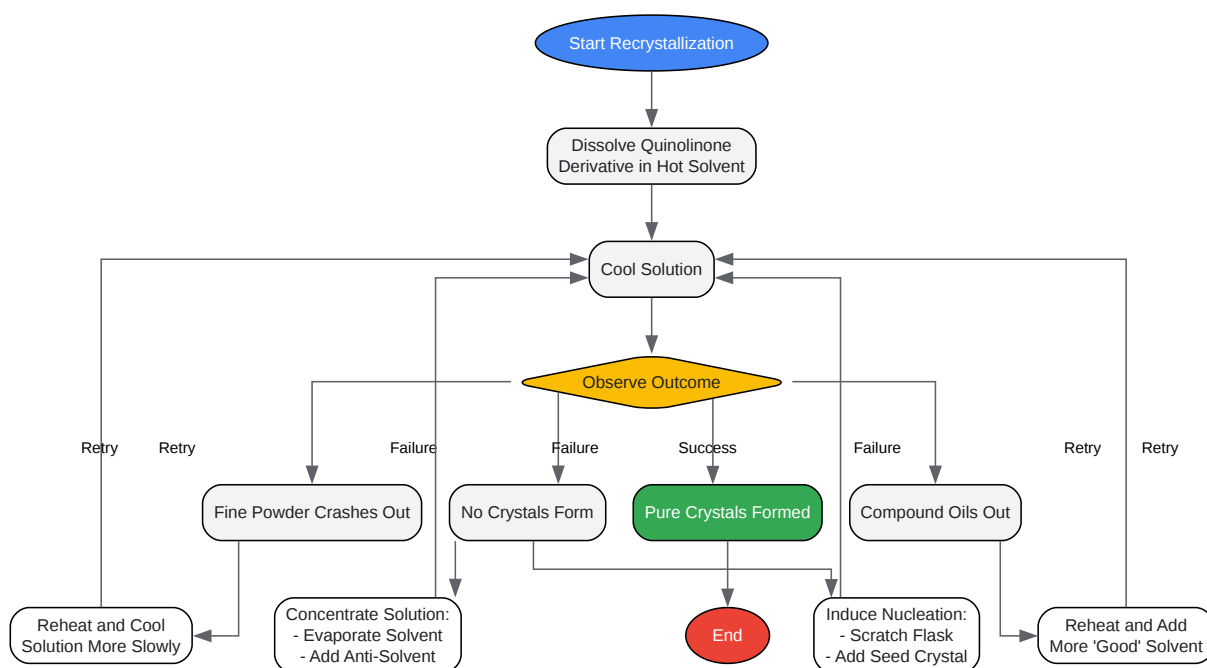 Start Recrystallization
Dissolve Quinolinone
Derivative in Hot Solvent
Cool Solution
Observe Outcome
Retry
Retry
Failure
Failure
Success
Failure
Retry
Retry
Fine Powder Crashes Out
No Crystals Form
Pure Crystals Formed
Compound Oils Out
Reheat and Cool
Solution More Slowly
Concentrate Solution:
- Evaporate Solvent
- Add Anti-Solvent
End
Induce Nucleation:
- Scratch Flask
- Add Seed Crystal
Reheat and Add
More 'Good' Solvent